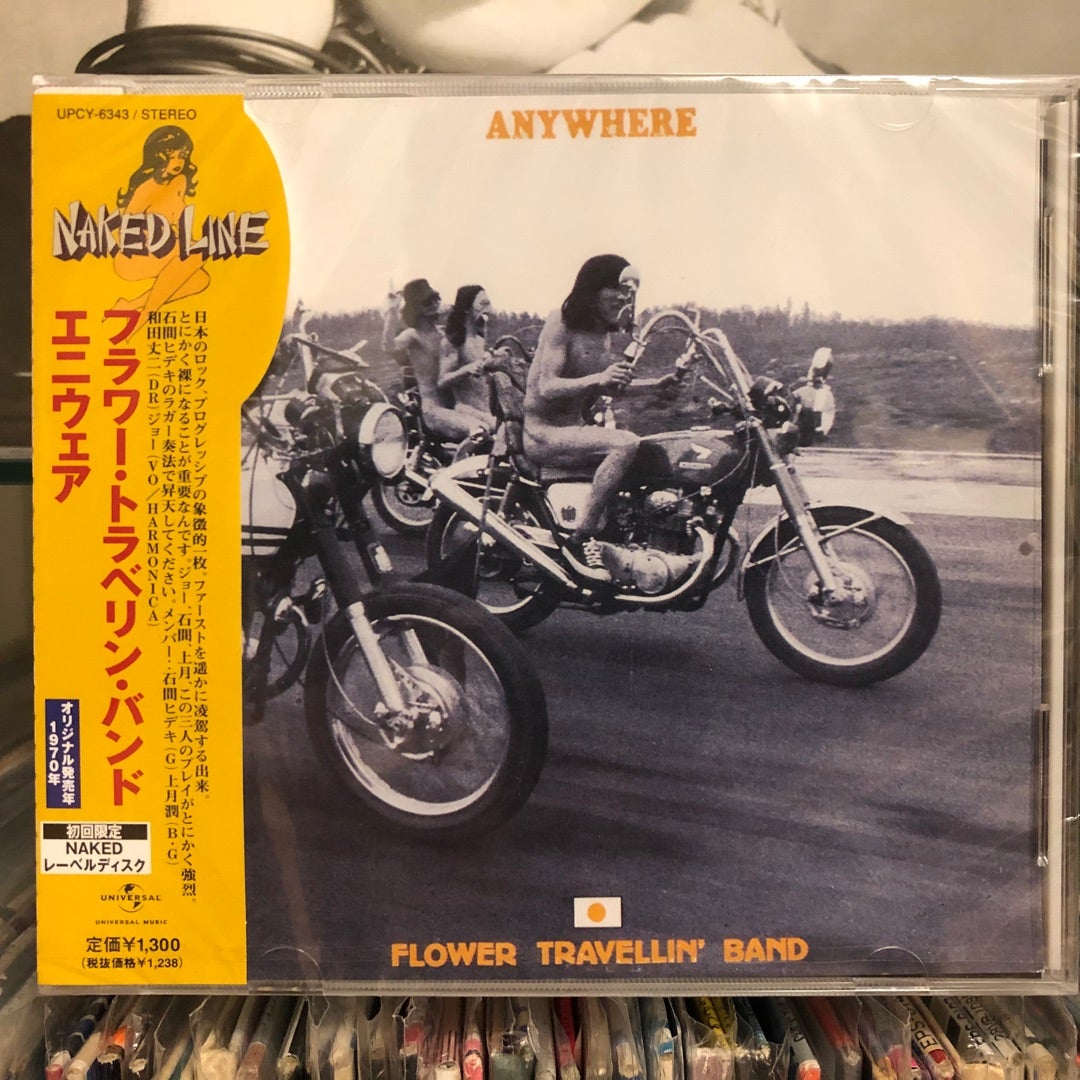 UPCY-6343 / STEREO
NAKED LINE
フラワー・トラベリン・バンド
エニウェア
日本のロック、プログレッシブの象徴的一枚。ファーストを遥かに凌駕する出来。
とにかく裸になることが重要なんです。ジョー、石間、上月、この三人のプレイがとにかく強烈。
石間ヒデキのラガー奏法で昇天してください。メンバー：石間ヒデキ(G)上月潤(B・G)
和田丈二(DR)ジョー(VO/HARMONICA)
オリジナル発売年
1970年
初回限定
NAKED
レーベルディスク
UNIVERSAL
UNIVERSAL MUSIC
定価¥1,300
(税抜価格¥1,238)
ANYWHERE
FLOWER TRAVELLIN' BAND